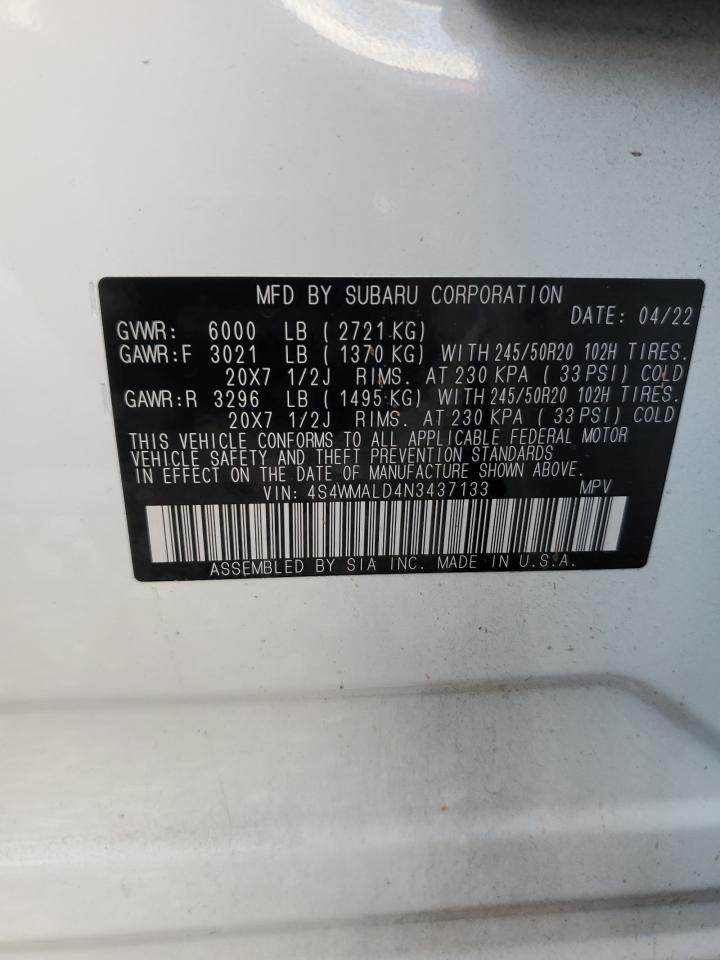 MFD BY SUBARU CORPORATION
DATE: 04/22
GVWR: 6000 LB ( 2721 KG)
GAWR:F 3021 LB ( 1370 KG) WITH 245/50R20 102H TIRES.
20X7 1/2J RIMS. AT 230 KPA ( 33 PSI) COLD
GAWR:R 3296 LB ( 1495 KG) WITH 245/50R20 102H TIRES.
20X7 1/2J RIMS. AT 230 KPA ( 33 PSI) COLD
THIS VEHICLE CONFORMS TO ALL APPLICABLE FEDERAL MOTOR
VEHICLE SAFETY AND THEFT PREVENTION STANDARDS
IN EFFECT ON THE DATE OF MANUFACTURE SHOWN ABOVE.
VIN: 4S4WMALD4N3437133 MPV
ASSEMBLED BY SIA INC. MADE IN U.S.A.